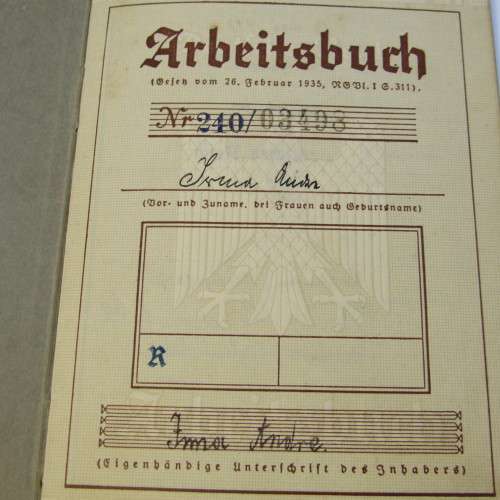 Arbeitsbuch
(Gesetz vom 26. Februar 1935, RGBl. I S. 311).
Nr 240/03498
Irma Andre
(Vor- und Zuname, bei Frauen auch Geburtsname)
R
Irma Andre.
(Eigenhändige Unterschrift des Inhabers)